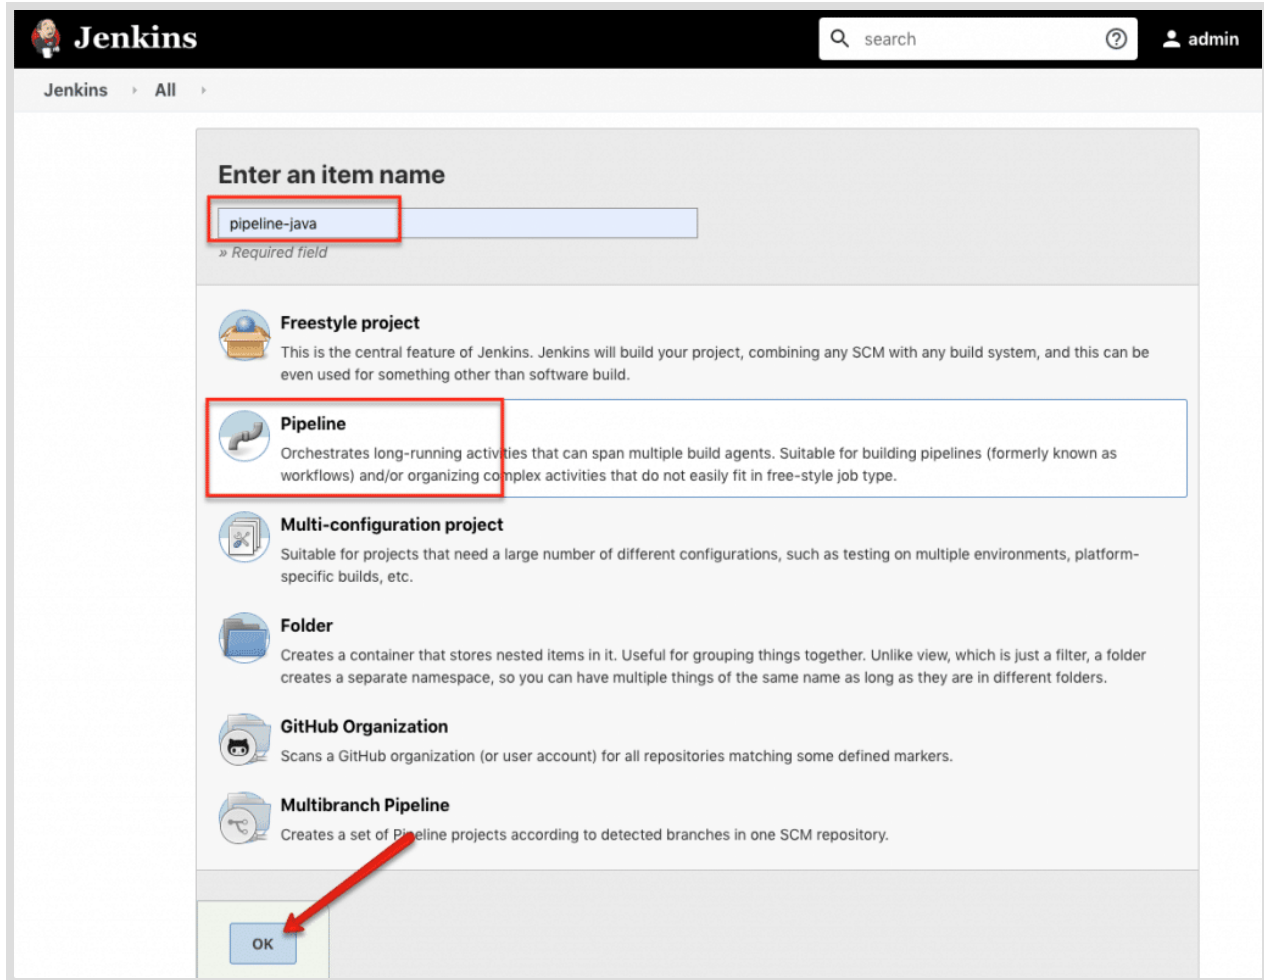 Jenkins
search
admin
Jenkins
All
Enter an item name
pipeline-java
» Required field
Freestyle project
This is the central feature of Jenkins. Jenkins will build your project, combining any SCM with any build system, and this can be
even used for something other than software build.
Pipeline
Orchestrates long-running activities that can span multiple build agents. Suitable for building pipelines (formerly known as
workflows) and/or organizing complex activities that do not easily fit in free-style job type.
Multi-configuration project
Suitable for projects that need a large number of different configurations, such as testing on multiple environments, platform-
specific builds, etc.
Folder
Creates a container that stores nested items in it. Useful for grouping things together. Unlike view, which is just a filter, a folder
creates a separate namespace, so you can have multiple things of the same name as long as they are in different folders.
GitHub Organization
Scans a GitHub organization (or user account) for all repositories matching some defined markers.
Multibranch Pipeline
Creates a set of Pipeline projects according to detected branches in one SCM repository.
OK